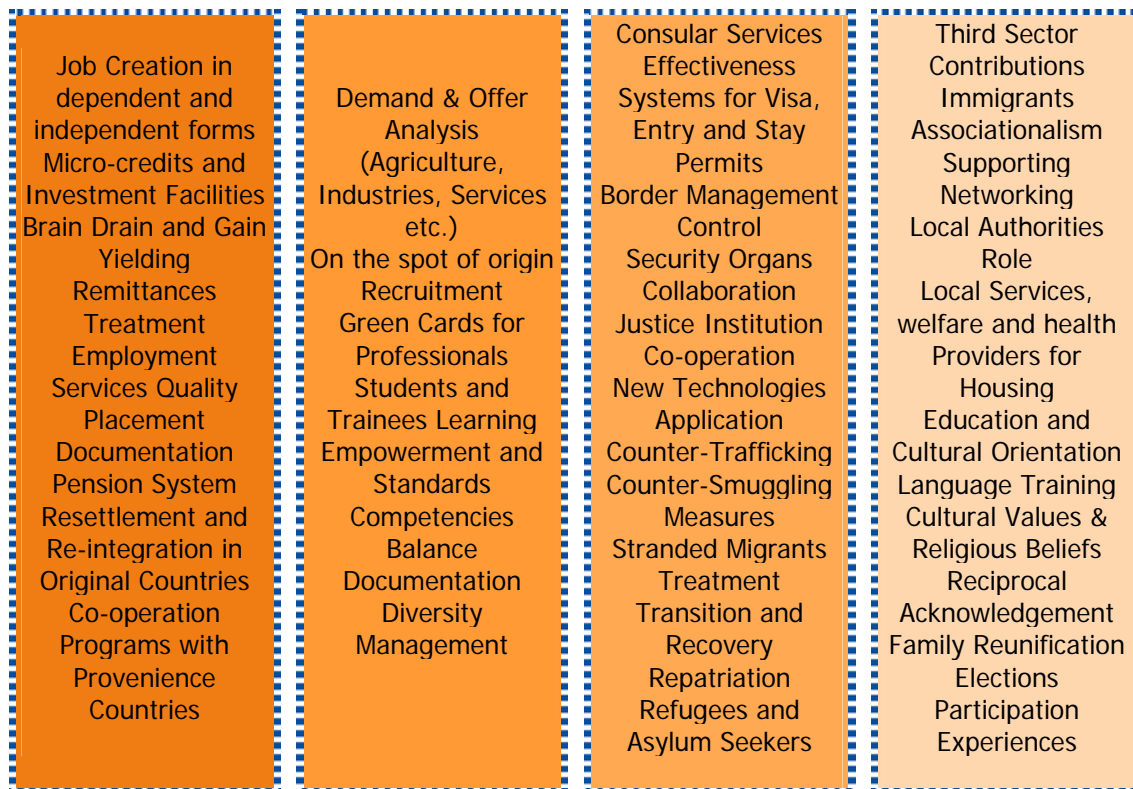 Job Creation in
dependent and
independent forms
Micro-credits and
Investment Facilities
Brain Drain and Gain
Yielding
Remittances
Treatment
Employment
Services Quality
Placement
Documentation
Pension System
Resettlement and
Re-integration in
Original Countries
Co-operation
Programs with
Provenience
Countries
Demand & Offer
Analysis
(Agriculture,
Industries, Services
etc.)
On the spot of origin
Recruitment
Green Cards for
Professionals
Students and
Trainees Learning
Empowerment and
Standards
Competencies
Balance
Documentation
Diversity
Management
Consular Services
Effectiveness
Systems for Visa,
Entry and Stay
Permits
Border Management
Control
Security Organs
Collaboration
Justice Institution
Co-operation
New Technologies
Application
Counter-Trafficking
Counter-Smuggling
Measures
Stranded Migrants
Treatment
Transition and
Recovery
Repatriation
Refugees and
Asylum Seekers
Third Sector
Contributions
Immigrants
Associationalism
Supporting
Networking
Local Authorities
Role
Local Services,
welfare and health
Providers for
Housing
Education and
Cultural Orientation
Language Training
Cultural Values &
Religious Beliefs
Reciprocal
Acknowledgement
Family Reunification
Elections
Participation
Experiences